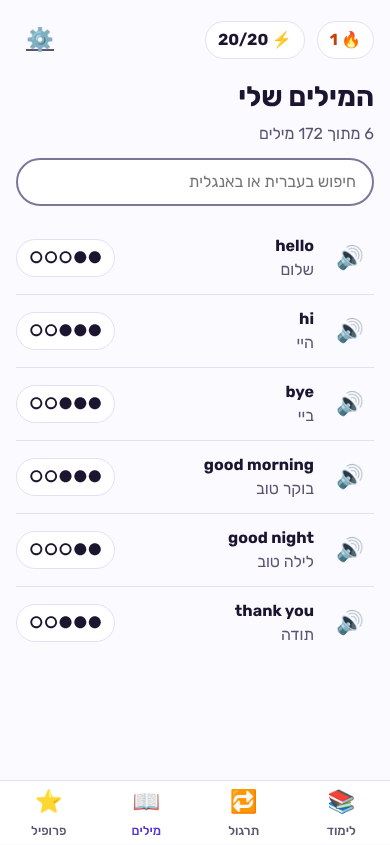 🔥 1
⚡ 20/20
⚙️
המילים שלי
6 מתוך 172 מילים
חיפוש בעברית או באנגלית
🔊 hello ●●○○○
שלום
🔊 hi ●●●○○
היי
🔊 bye ●●●○○
ביי
🔊 good morning ●●●○○
בוקר טוב
🔊 good night ●●○○○
לילה טוב
🔊 thank you ●●●○○
תודה
📚 🔁 📖 ⭐
לימוד תרגול מילים פרופיל